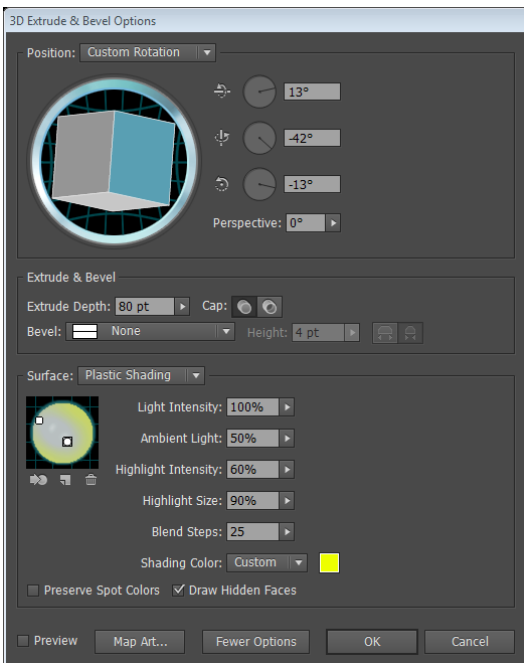 3D Extrude & Bevel Options
Position: Custom Rotation
13°
-42°
-13°
Perspective: 0°
Extrude & Bevel
Extrude Depth: 80 pt Cap:
Bevel: None Height: 4 pt
Surface: Plastic Shading
Light Intensity: 100%
Ambient Light: 50%
Highlight Intensity: 60%
Highlight Size: 90%
Blend Steps: 25
Shading Color: Custom
Preserve Spot Colors Draw Hidden Faces
Preview Map Art... Fewer Options OK Cancel